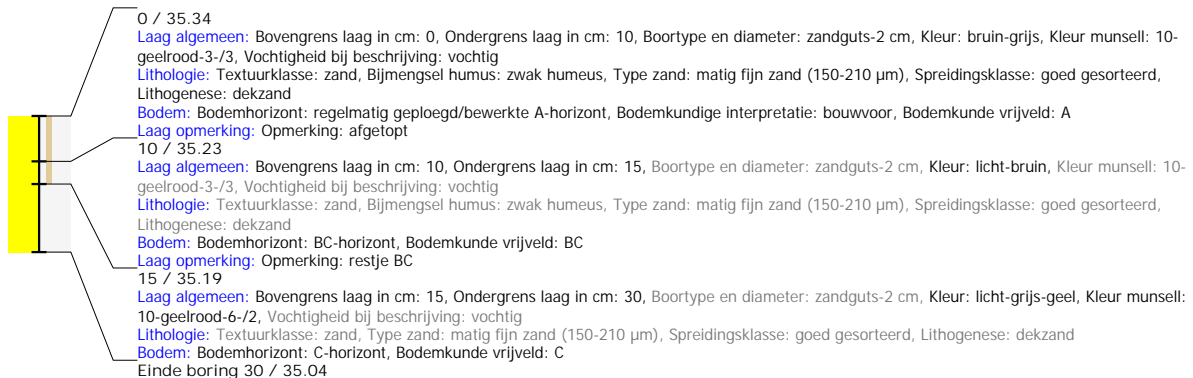 0 / 35.34
Laag algemeen: Bovengrens laag in cm: 0, Ondergrens laag in cm: 10, Boortype en diameter: zandguts-2 cm, Kleur: bruin-grijs, Kleur munsell: 10-
geelrood-3-/3, Vochtigheid bij beschrijving: vochtig
Lithologie: Textuurklasse: zand, Bijmengsel humus: zwak humeus, Type zand: matig fijn zand (150-210 µm), Spreidingsklasse: goed gesorteerd,
Lithogenese: dekzand
Bodem: Bodemhorizont: regelmatig geploegd/bewerkte A-horizont, Bodemkundige interpretatie: bouwvoor, Bodemkunde vrijveld: A
Laag opmerking: Opmerking: afgetopt
10 / 35.23
Laag algemeen: Bovengrens laag in cm: 10, Ondergrens laag in cm: 15, Boortype en diameter: zandguts-2 cm, Kleur: licht-bruin, Kleur munsell: 10-
geelrood-3-/3, Vochtigheid bij beschrijving: vochtig
Lithologie: Textuurklasse: zand, Bijmengsel humus: zwak humeus, Type zand: matig fijn zand (150-210 µm), Spreidingsklasse: goed gesorteerd,
Lithogenese: dekzand
Bodem: Bodemhorizont: BC-horizont, Bodemkunde vrijveld: BC
Laag opmerking: Opmerking: restje BC
15 / 35.19
Laag algemeen: Bovengrens laag in cm: 15, Ondergrens laag in cm: 30, Boortype en diameter: zandguts-2 cm, Kleur: licht-grijs-geel, Kleur munsell:
10-geelrood-6-/2, Vochtigheid bij beschrijving: vochtig
Lithologie: Textuurklasse: zand, Type zand: matig fijn zand (150-210 µm), Spreidingsklasse: goed gesorteerd, Lithogenese: dekzand
Bodem: Bodemhorizont: C-horizont, Bodemkunde vrijveld: C
Einde boring 30 / 35.04